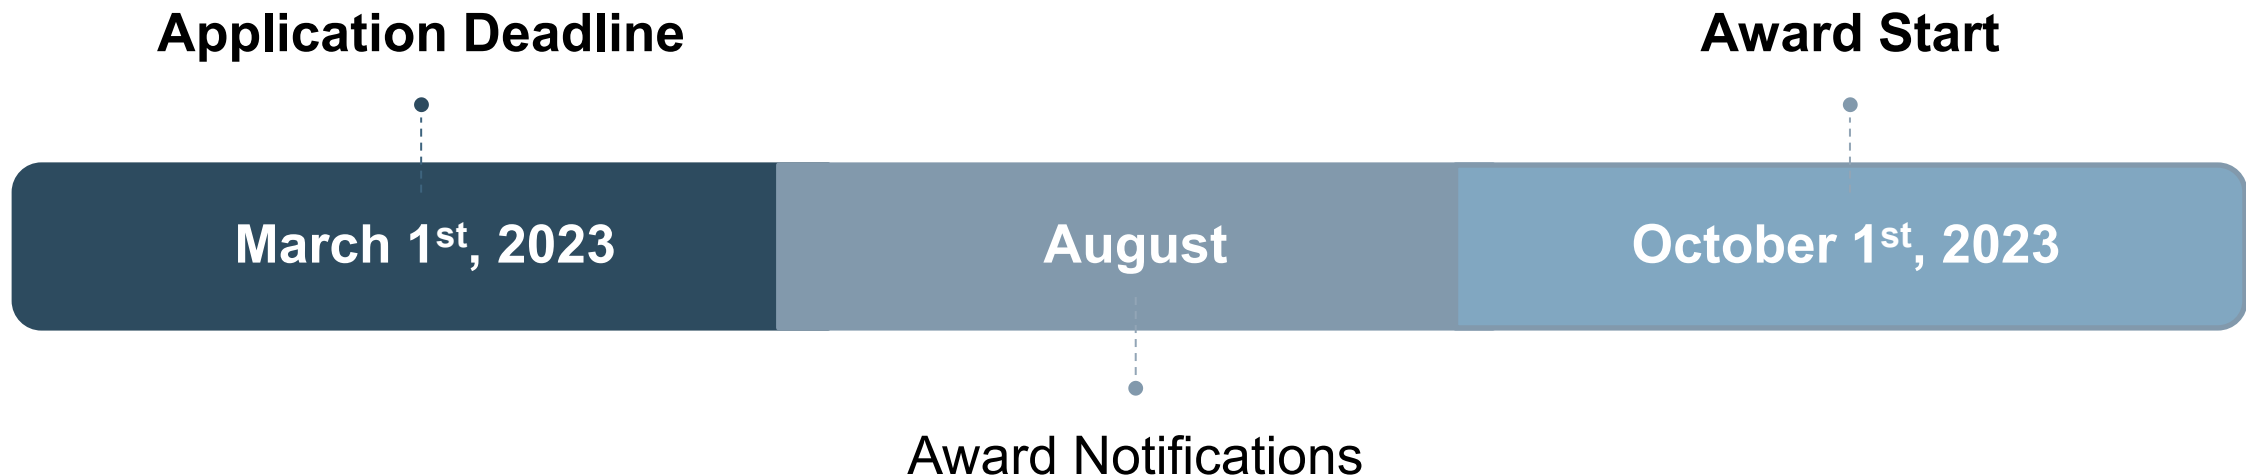 Application Deadline
Award Start
March 1st, 2023
August
October 1st, 2023
Award Notifications